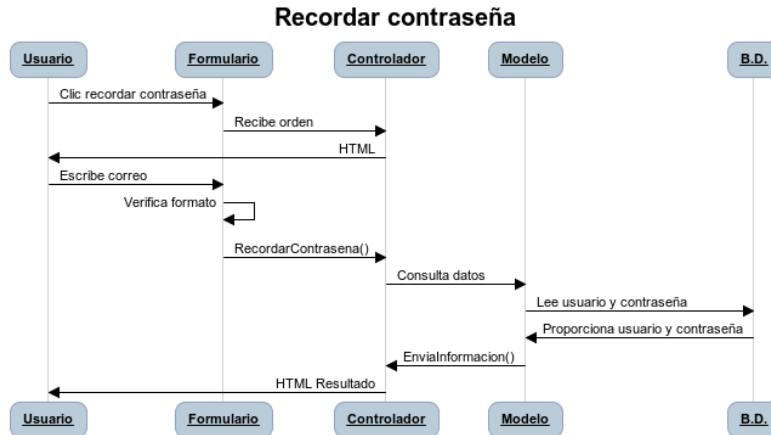 Recordar contraseña
Usuario
Formulario
Controlador
Modelo
B.D.
Clic recordar contraseña
Recibe orden
HTML
Escribe correo
Verifica formato
RecordarContrasena()
Consulta datos
Lee usuario y contraseña
Proporciona usuario y contraseña
EnviaInformacion()
HTML Resultado
Usuario
Formulario
Controlador
Modelo
B.D.